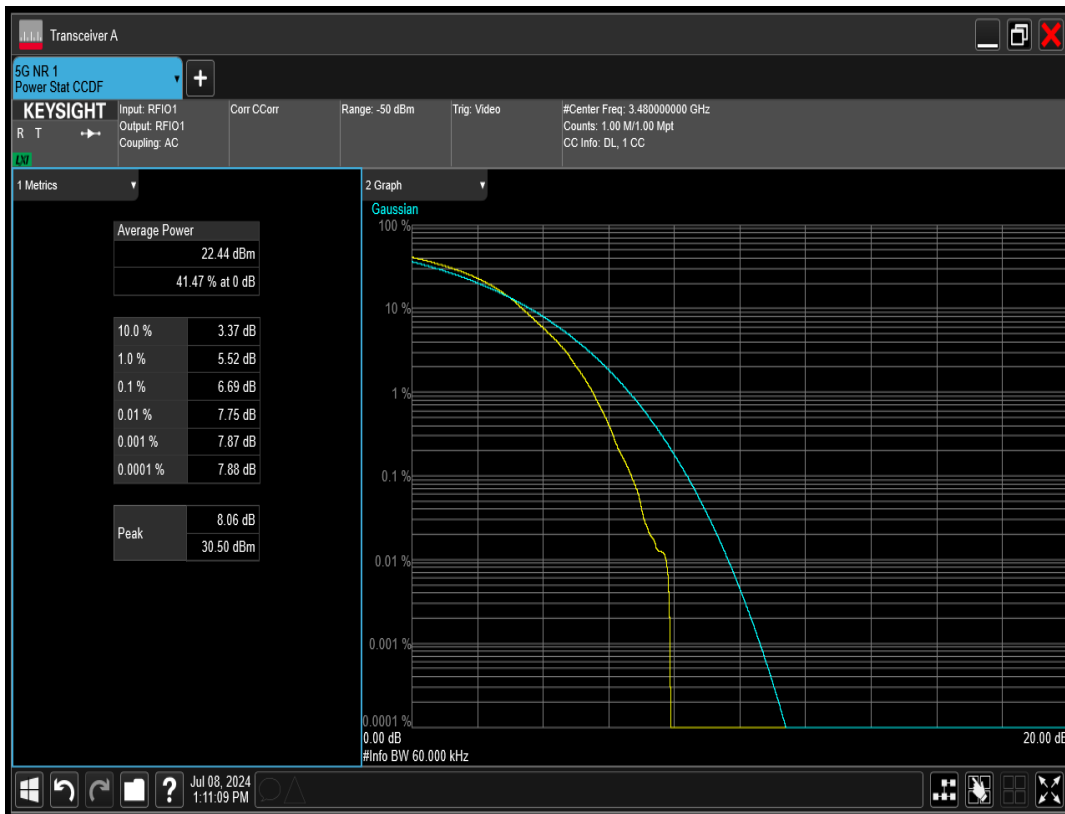 Transceiver A
5G NR 1
Power Stat CCDF
+
KEYSIGHT
R T
LXI
Input: RFIO1
Output: RFIO1
Coupling: AC
Corr CCorr
Range: -50 dBm
Trig: Video
#Center Freq: 3.480000000 GHz
Counts: 1.00 M/1.00 Mpt
CC Info: DL, 1 CC
1 Metrics
Average Power
22.44 dBm
41.47 % at 0 dB
10.0 % 3.37 dB
1.0 % 5.52 dB
0.1 % 6.69 dB
0.01 % 7.75 dB
0.001 % 7.87 dB
0.0001 % 7.88 dB
Peak
8.06 dB
30.50 dBm
2 Graph
Gaussian
100 %
10 %
1 %
0.1 %
0.01 %
0.001 %
0.0001 %
0.00 dB
20.00 dB
#Info BW 60.000 kHz
?
Jul 08, 2024
1:11:09 PM